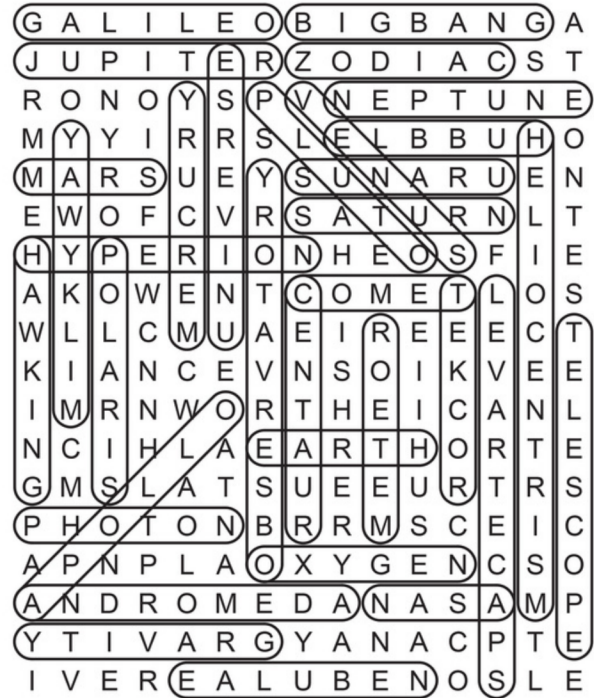 G A L I L E O B I G B A N G A
J U P I T E R Z O D I A C S T
R O N O Y S P V N E P T U N E
M Y Y I R R S L E L B B U H O
M A R S U E Y S U N A R U E N
E W O F C V R S A T U R N L T
H Y P E R I O N H E O S F I E
A K O W E N T C O M E T L O S
W L L C M U A E I R E E E C T
K I A N C E V N S O I K V E E
I M R N W O R T H E I C A N L
N C I H L A E A R T H O R T E
G M S L A T S U E E U R T R S
P H O T O N B R R M S C E I C
A P N P L A O X Y G E N C S O
A N D R O M E D A N A S A M P
Y T I V A R G Y A N A C P T E
I V E R E A L U B E N O S L E